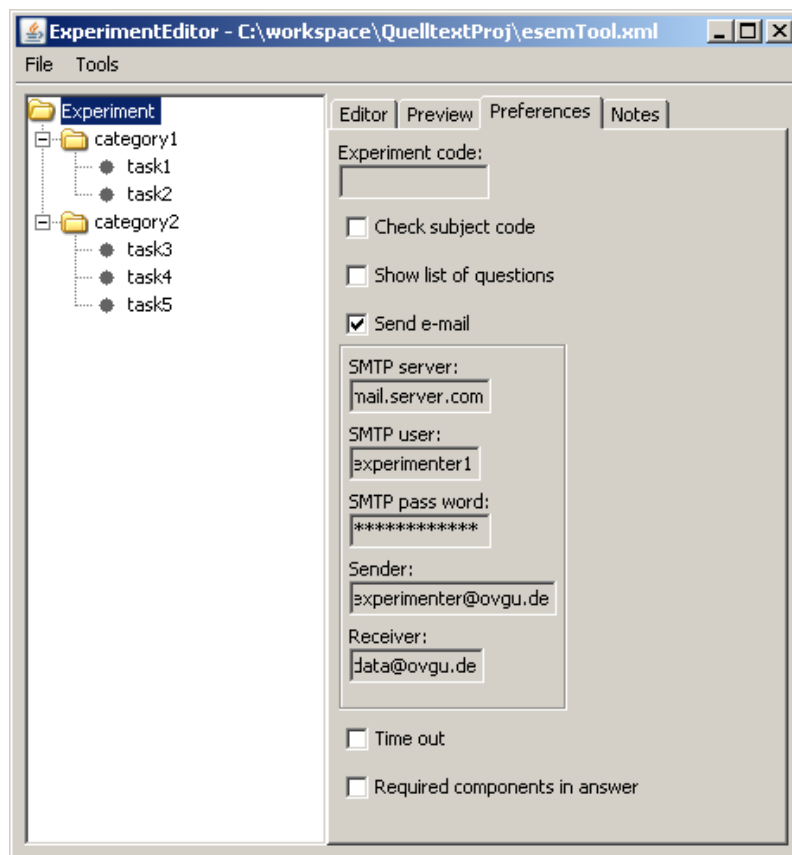 ExperimentEditor - C:\workspace\QuelltextProj\esemTool.xml
File Tools
Experiment
category1
task1
task2
category2
task3
task4
task5
Editor Preview Preferences Notes
Experiment code:
Check subject code
Show list of questions
Send e-mail
SMTP server:
mail.server.com
SMTP user:
experimenter1
SMTP pass word:
************
Sender:
experimenter@ovgu.de
Receiver:
data@ovgu.de
Time out
Required components in answer